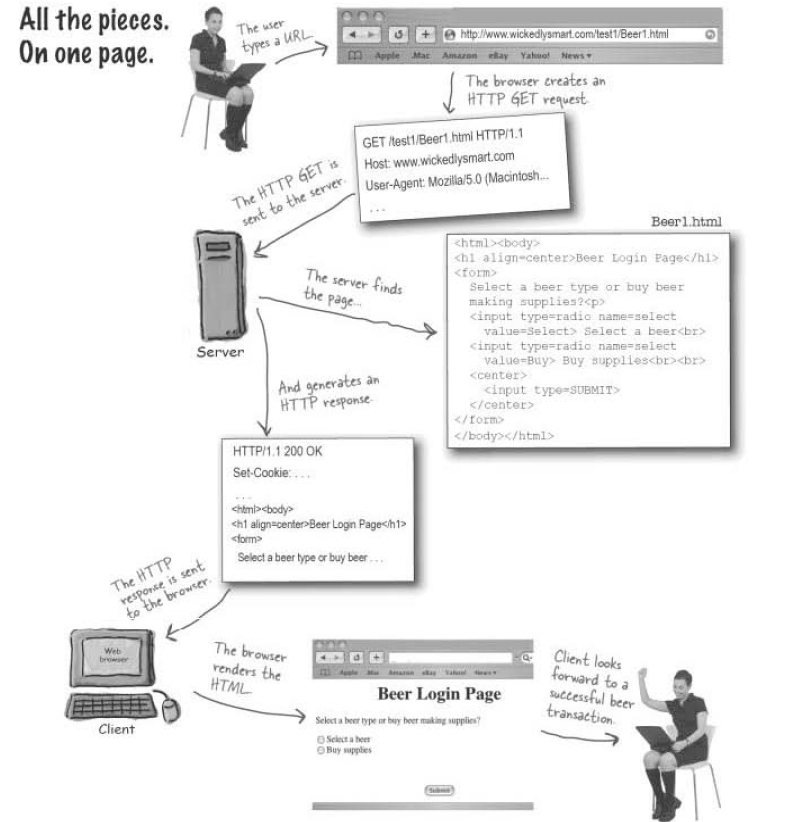 All the pieces.
On one page.
The user
types a URL.
http://www.wickedlysmart.com/test1/Beer1.html
Apple .Mac Amazon eBay Yahoo! News
The browser creates an
HTTP GET request.
GET /test1/Beer1.html HTTP/1.1
Host: www.wickedlysmart.com
User-Agent: Mozilla/5.0 (Macintosh...
. . .
The HTTP GET is
sent to the server.
Server
The server finds
the page...
Beer1.html
<html><body>
<h1 align=center>Beer Login Page</h1>
<form>
Select a beer type or buy beer
making supplies?<p>
<input type=radio name=select
value=Select> Select a beer<br>
<input type=radio name=select
value=Buy> Buy supplies<br><br>
<center>
<input type=SUBMIT>
</center>
</form>
</body></html>
And generates an
HTTP response.
HTTP/1.1 200 OK
Set-Cookie: . . . .
. . .
<html><body>
<h1 align=center>Beer Login Page</h1>
<form>
Select a beer type or buy beer . . .
The HTTP
response is sent
to the browser.
Web
browser
Client
The browser
renders the
HTML.
Apple .Mac Amazon eBay Yahoo! News
Beer Login Page
Select a beer type or buy beer making supplies?
Select a beer
Buy supplies
Submit
Client looks
forward to a
successful beer
transaction.